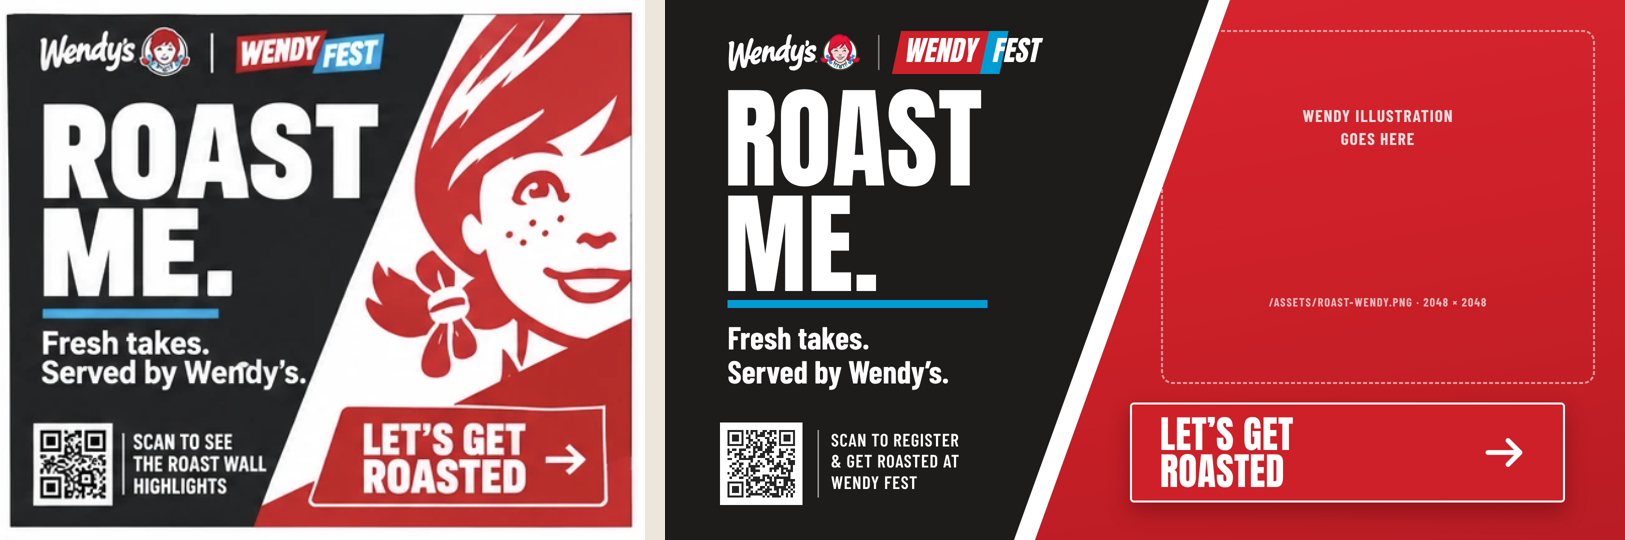 Wendy's
WENDY FEST
ROAST
ME.
Fresh takes.
Served by Wendy's.
SCAN TO SEE
THE ROAST WALL
HIGHLIGHTS
LET'S GET
ROASTED
Wendy's
WENDY FEST
ROAST
ME.
Fresh takes.
Served by Wendy's.
SCAN TO REGISTER
& GET ROASTED AT
WENDY FEST
WENDY ILLUSTRATION
GOES HERE
/ASSETS/ROAST-WENDY.PNG · 2048 × 2048
LET'S GET
ROASTED